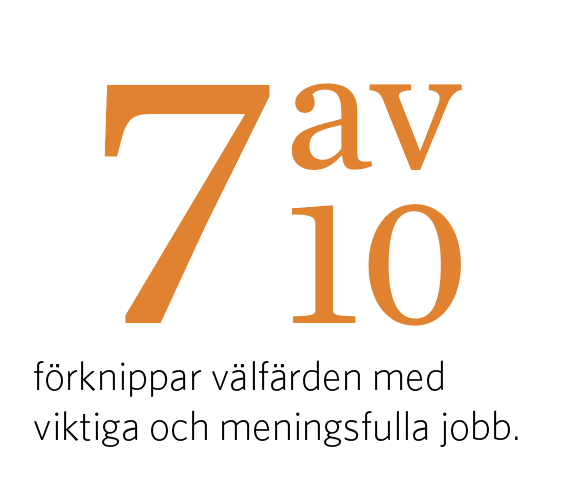 7 av
10
förknippar välfärden med
viktiga och meningsfulla jobb.